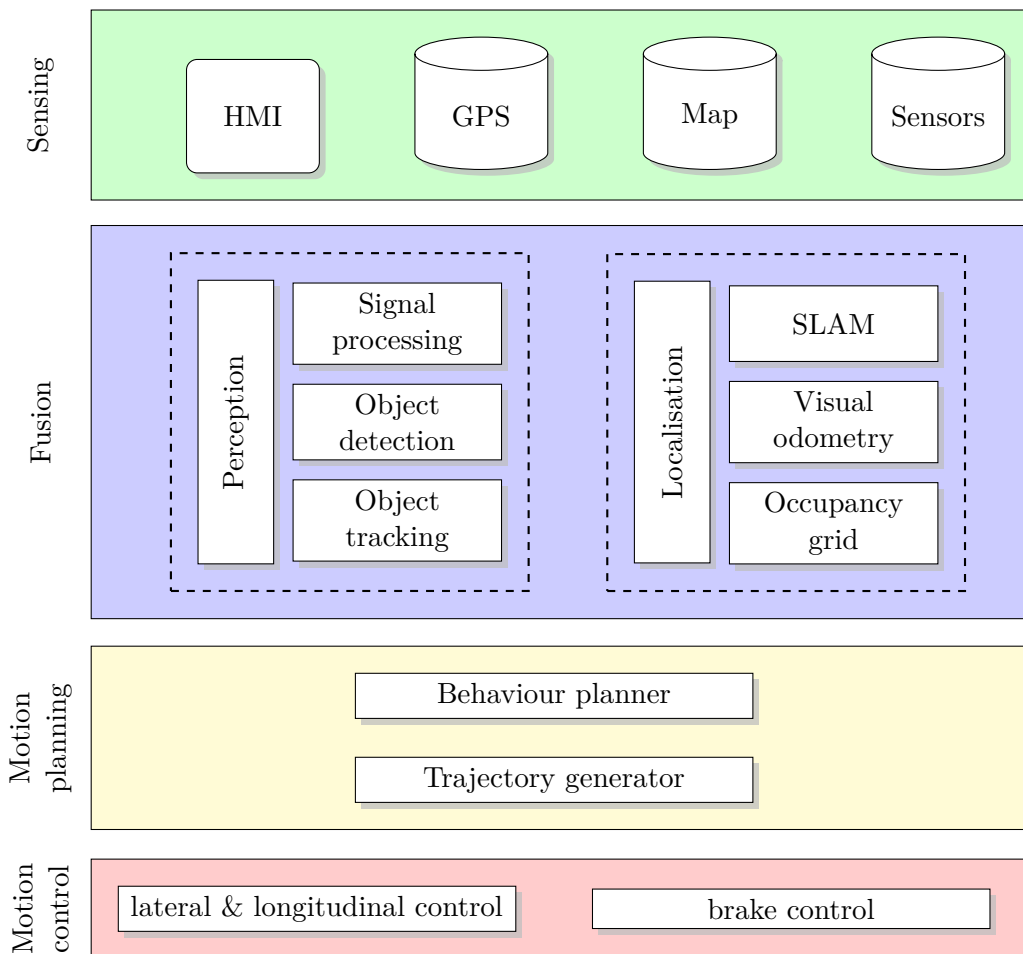 Sensing
HMI
GPS
Map
Sensors
Fusion
Perception
Signal
processing
Object
detection
Object
tracking
Localisation
SLAM
Visual
odometry
Occupancy
grid
Motion
planning
Behaviour planner
Trajectory generator
Motion
control
lateral & longitudinal control
brake control